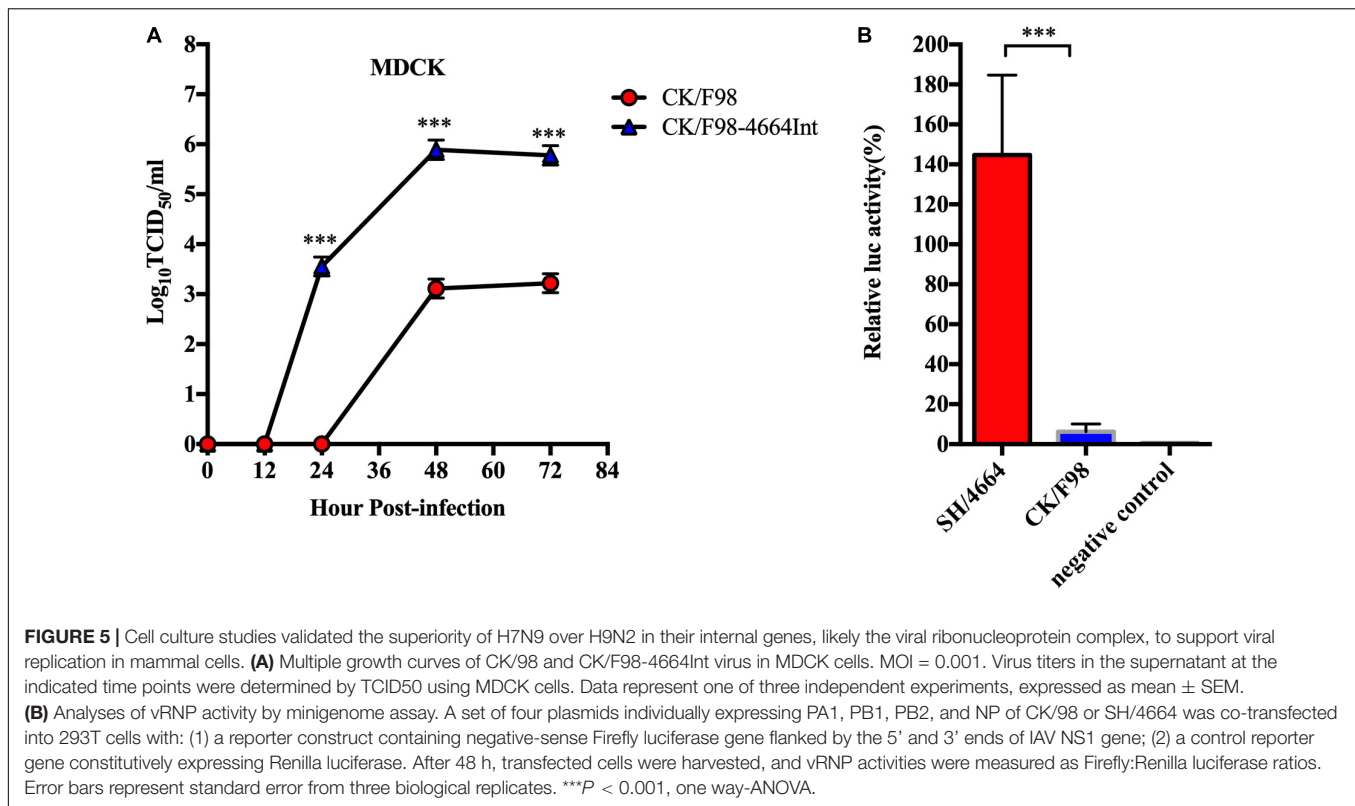 A
8
7
6
5
4
3
2
1
0
Log10TCID50/ml
MDCK
***
***
***
CK/F98
CK/F98-4664Int
0 12 24 36 48 60 72 84
Hour Post-infection
B
***
200
180
160
140
120
100
80
60
40
20
0
Relative luc activity(%)
SH/4664
CK/F98
negative control
FIGURE 5 | Cell culture studies validated the superiority of H7N9 over H9N2 in their internal genes, likely the viral ribonucleoprotein complex, to support viral
replication in mammal cells. (A) Multiple growth curves of CK/98 and CK/F98-4664Int virus in MDCK cells. MOI = 0.001. Virus titers in the supernatant at the
indicated time points were determined by TCID50 using MDCK cells. Data represent one of three independent experiments, expressed as mean ± SEM.
(B) Analyses of vRNP activity by minigenome assay. A set of four plasmids individually expressing PA1, PB1, PB2, and NP of CK/98 or SH/4664 was co-transfected
into 293T cells with: (1) a reporter construct containing negative-sense Firefly luciferase gene flanked by the 5' and 3' ends of IAV NS1 gene; (2) a control reporter
gene constitutively expressing Renilla luciferase. After 48 h, transfected cells were harvested, and vRNP activities were measured as Firefly:Renilla luciferase ratios.
Error bars represent standard error from three biological replicates. ***P < 0.001, one way-ANOVA.